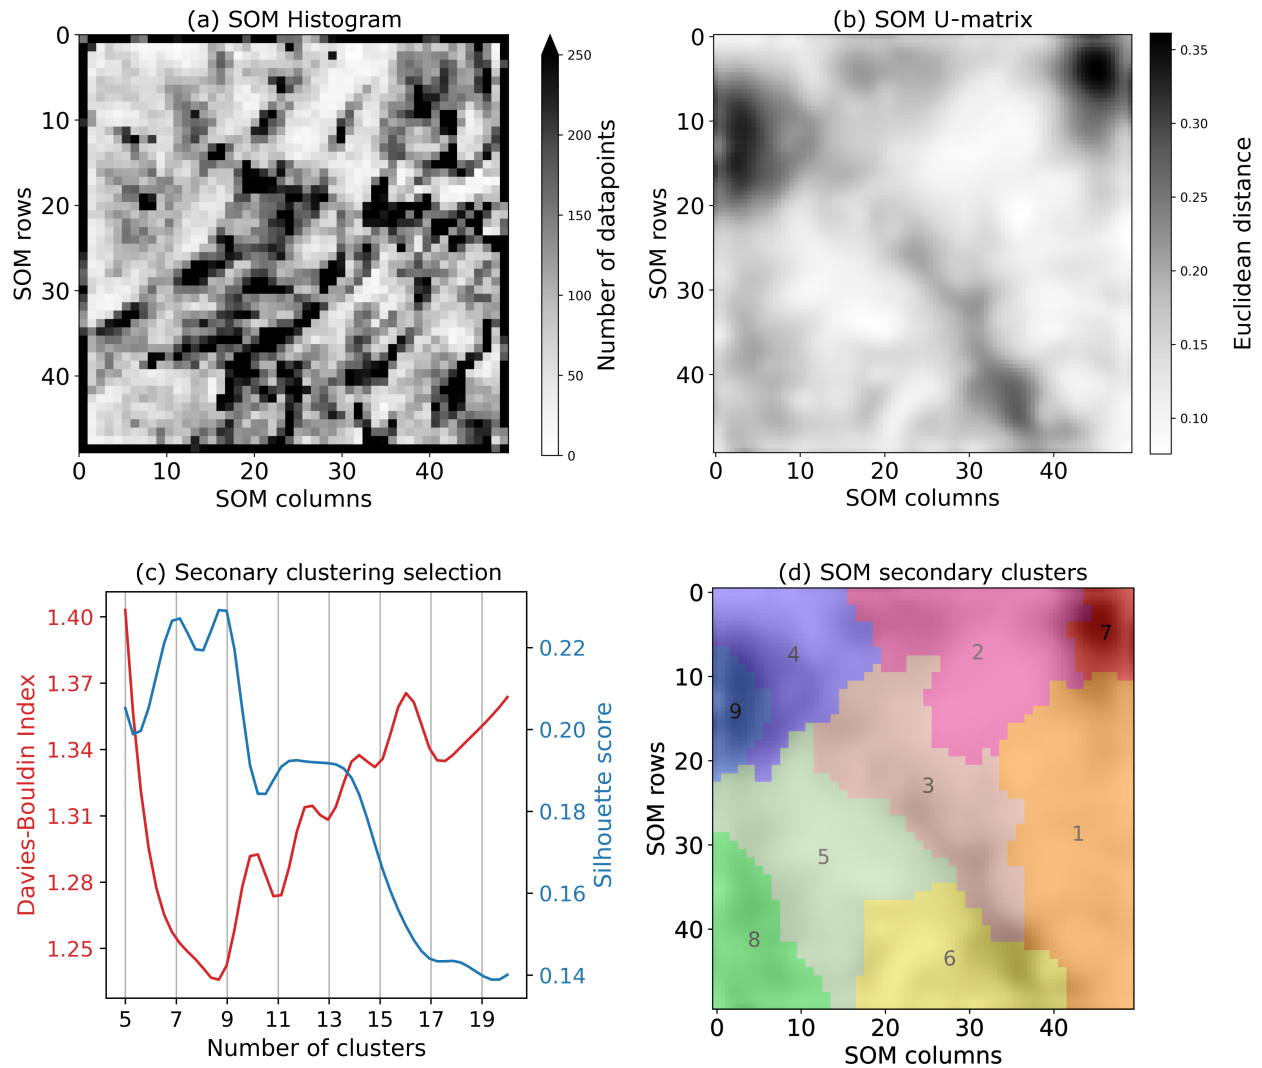 (a) SOM Histogram
0
10
20
30
40
SOM rows
0 10 20 30 40
SOM columns
250
200
150
100
50
0
Number of datapoints
(b) SOM U-matrix
0
10
20
30
40
SOM rows
0 10 20 30 40
SOM columns
0.35
0.30
0.25
0.20
0.15
0.10
Euclidean distance
(c) Seconary clustering selection
1.40
1.37
1.34
1.31
1.28
1.25
Davies-Bouldin Index
0.22
0.20
0.18
0.16
0.14
Silhouette score
5 7 9 11 13 15 17 19
Number of clusters
(d) SOM secondary clusters
0
10
20
30
40
SOM rows
4
2
7
9
3
1
5
8
6
0 10 20 30 40
SOM columns